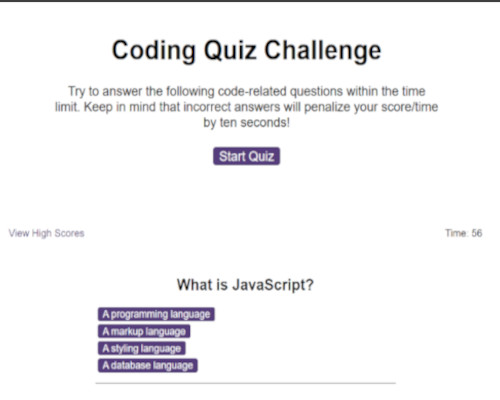 Coding Quiz Challenge
Try to answer the following code-related questions within the time
limit. Keep in mind that incorrect answers will penalize your score/time
by ten seconds!
Start Quiz
View High Scores
Time: 56
What is JavaScript?
A programming language
A markup language
A styling language
A database language